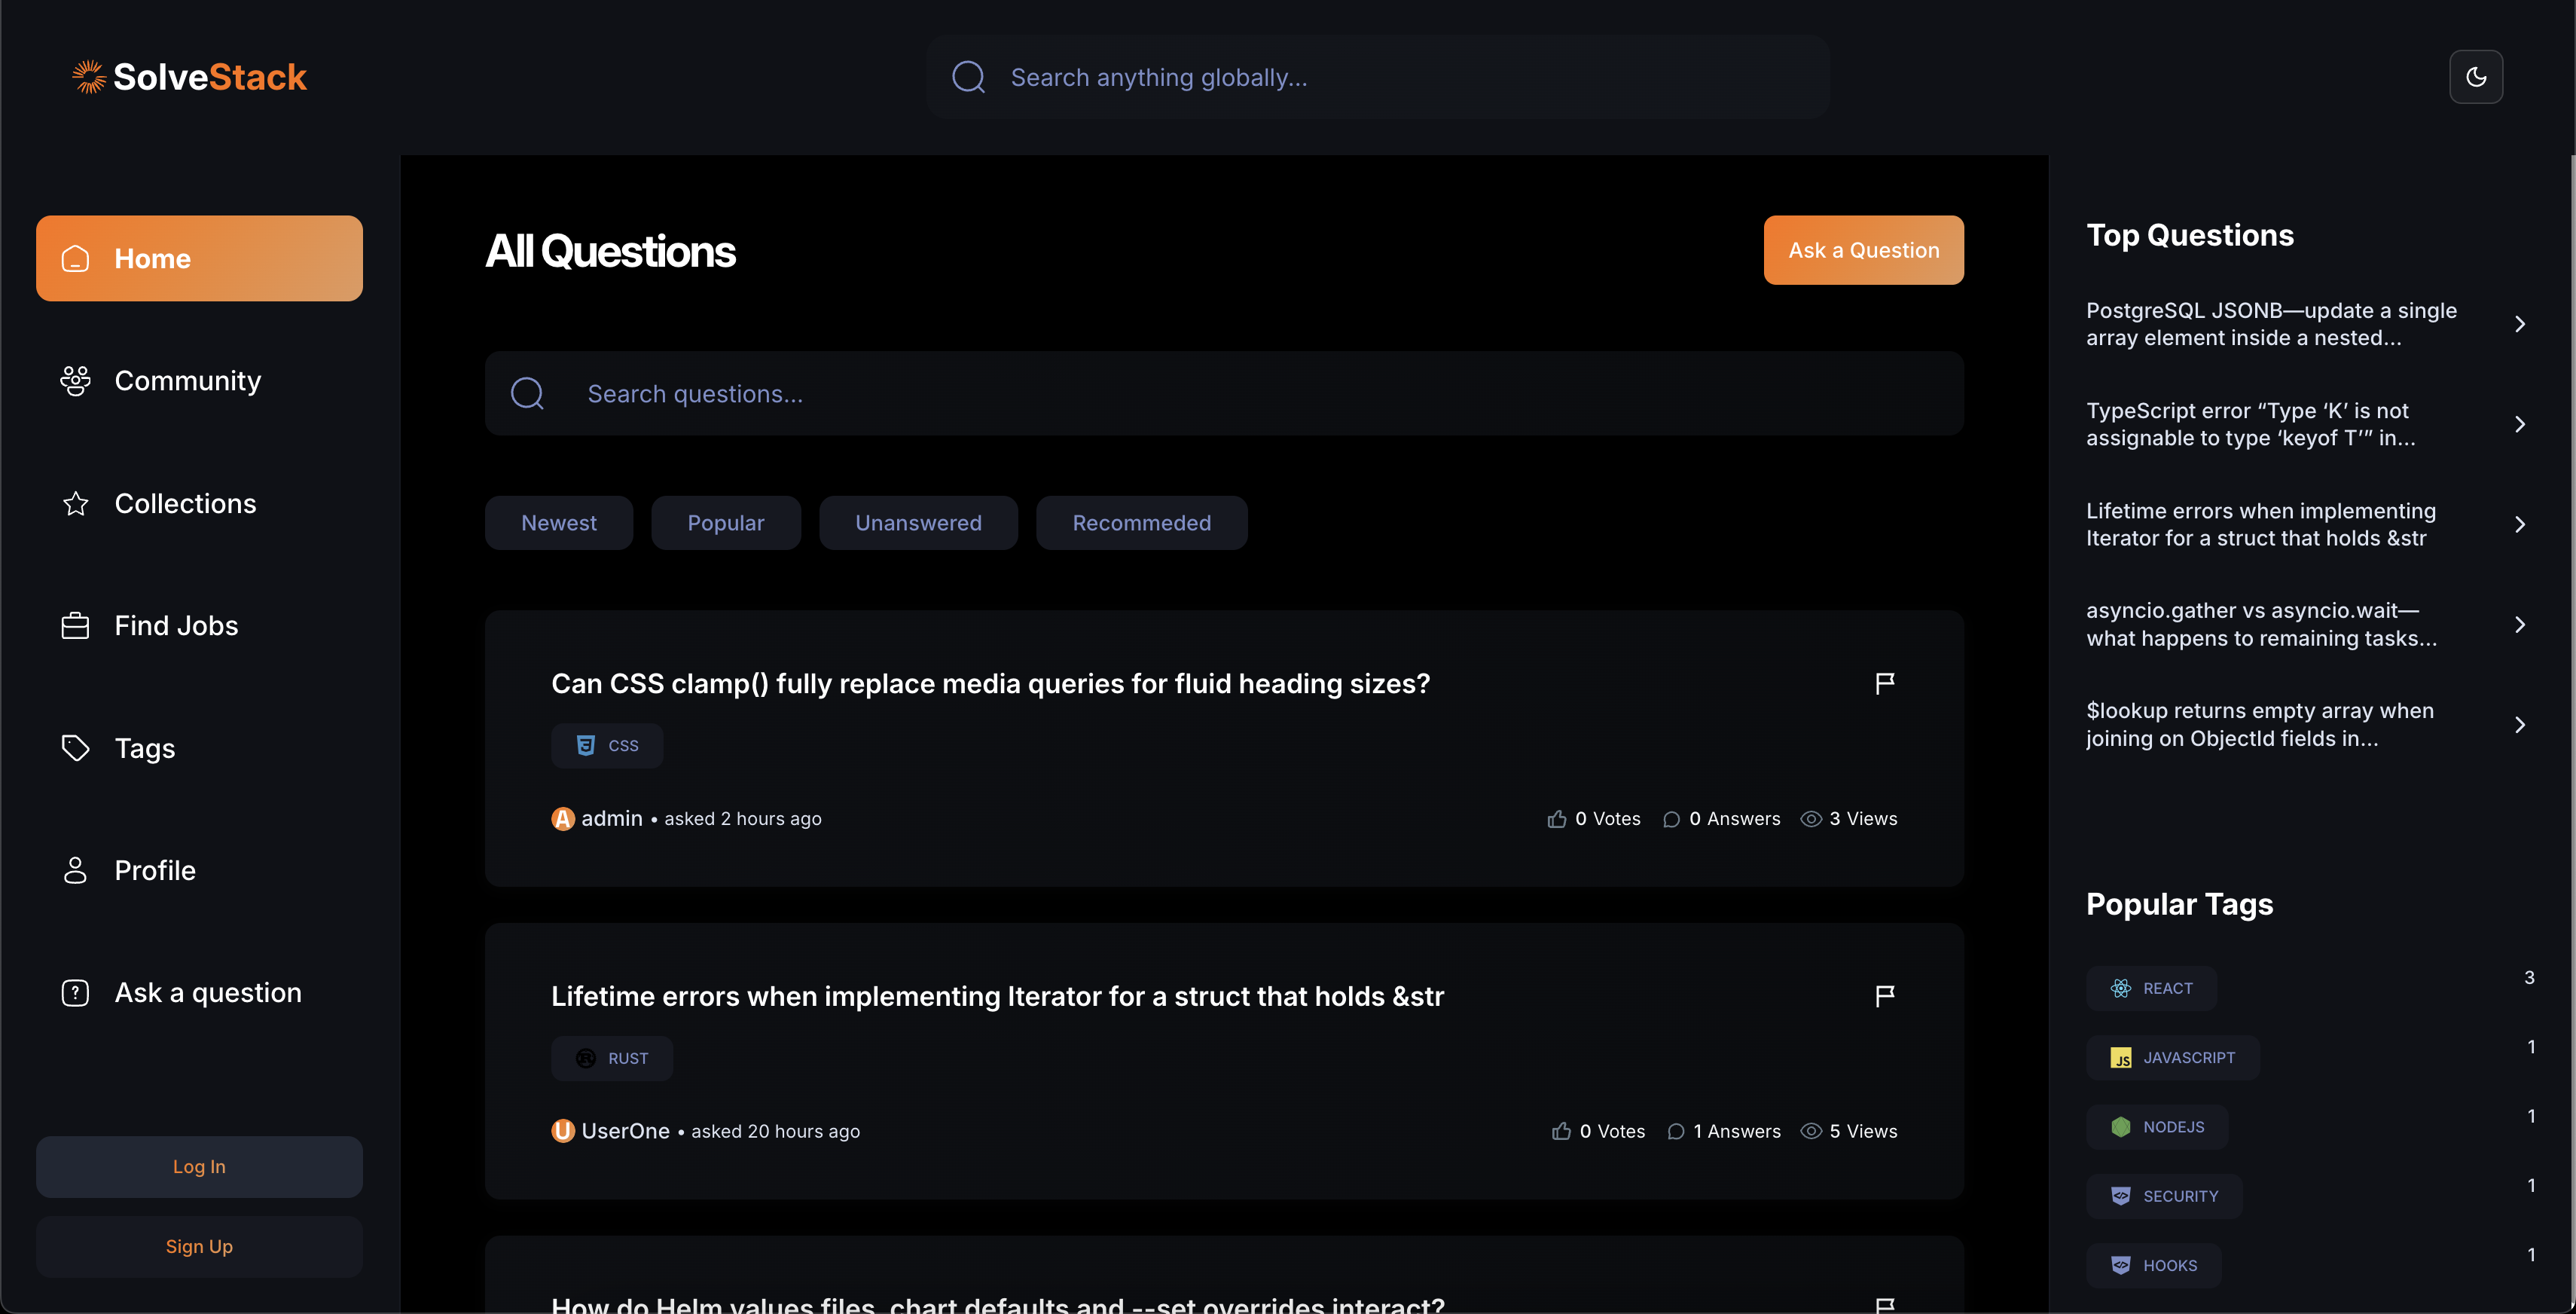 SolveStack
Search anything globally...
Home
Community
Collections
Find Jobs
Tags
Profile
Ask a question
Log In
Sign Up
All Questions
Ask a Question
Search questions...
Newest
Popular
Unanswered
Recommeded
Can CSS clamp() fully replace media queries for fluid heading sizes?
CSS
A admin • asked 2 hours ago
0 Votes 0 Answers 3 Views
Lifetime errors when implementing Iterator for a struct that holds &str
RUST
U UserOne • asked 20 hours ago
0 Votes 1 Answers 5 Views
How do Helm values files, chart defaults and --set overrides interact?
Top Questions
PostgreSQL JSONB—update a single
array element inside a nested...
TypeScript error “Type ‘K’ is not
assignable to type ‘keyof T’” in...
Lifetime errors when implementing
Iterator for a struct that holds &str
asyncio.gather vs asyncio.wait—
what happens to remaining tasks...
$lookup returns empty array when
joining on ObjectId fields in...
Popular Tags
REACT 3
JS JAVASCRIPT 1
NODEJS 1
SECURITY 1
HOOKS 1